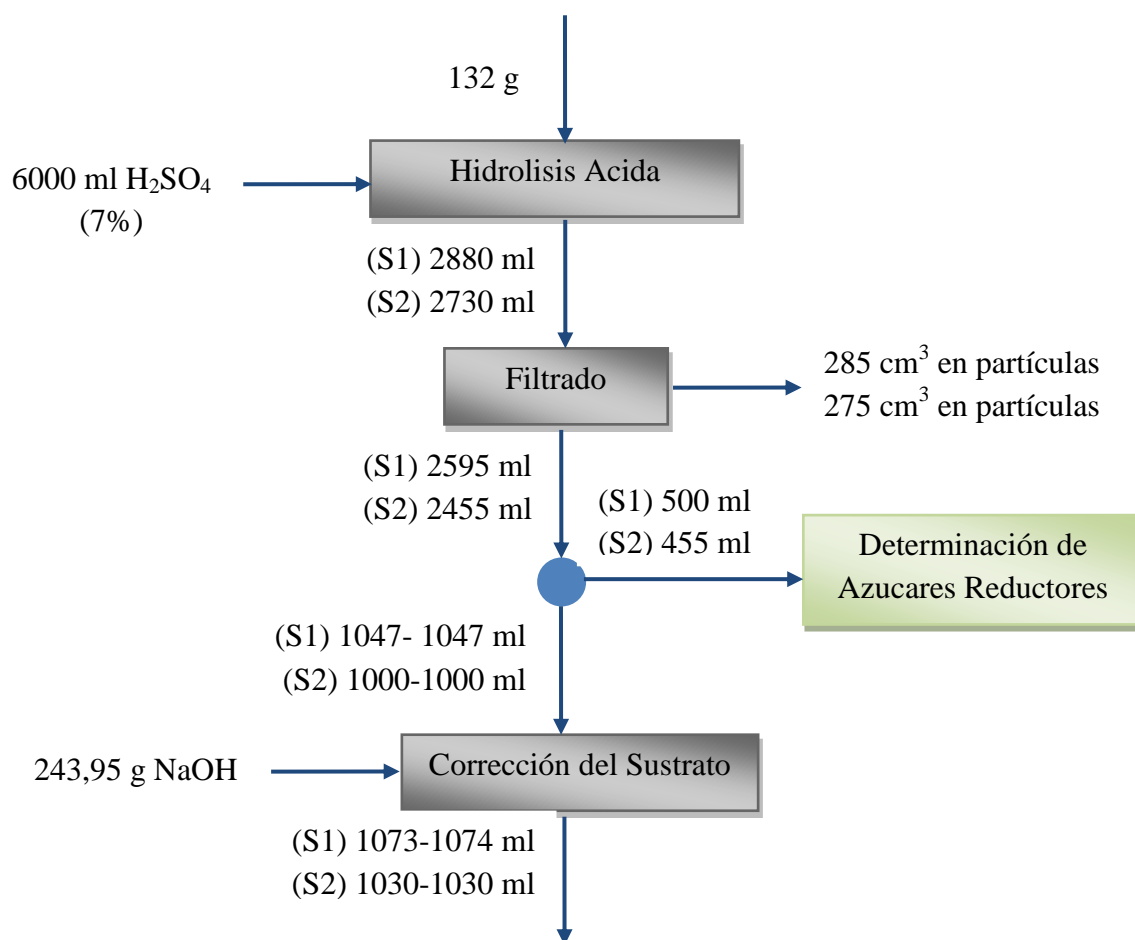 132 g
Hidrolisis Acida
6000 ml H₂SO₄
(7%)
(S1) 2880 ml
(S2) 2730 ml
Filtrado
285 cm³ en partículas
275 cm³ en partículas
(S1) 2595 ml
(S2) 2455 ml
(S1) 500 ml
(S2) 455 ml
Determinación de
Azucares Reductores
(S1) 1047- 1047 ml
(S2) 1000-1000 ml
Corrección del Sustrato
243,95 g NaOH
(S1) 1073-1074 ml
(S2) 1030-1030 ml